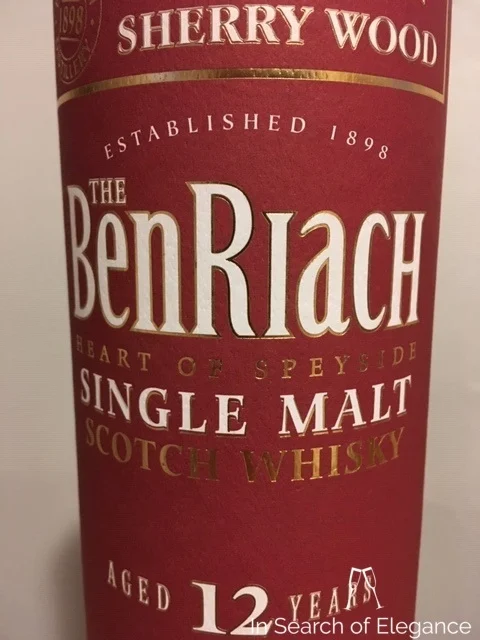 1898
SHERRY WOOD
ESTABLISHED 1898
THE
BENRIACH
HEART OF SPEYSIDE
SINGLE MALT
SCOTCH WHISKY
AGED 12 YEARS
In Search of Elegance